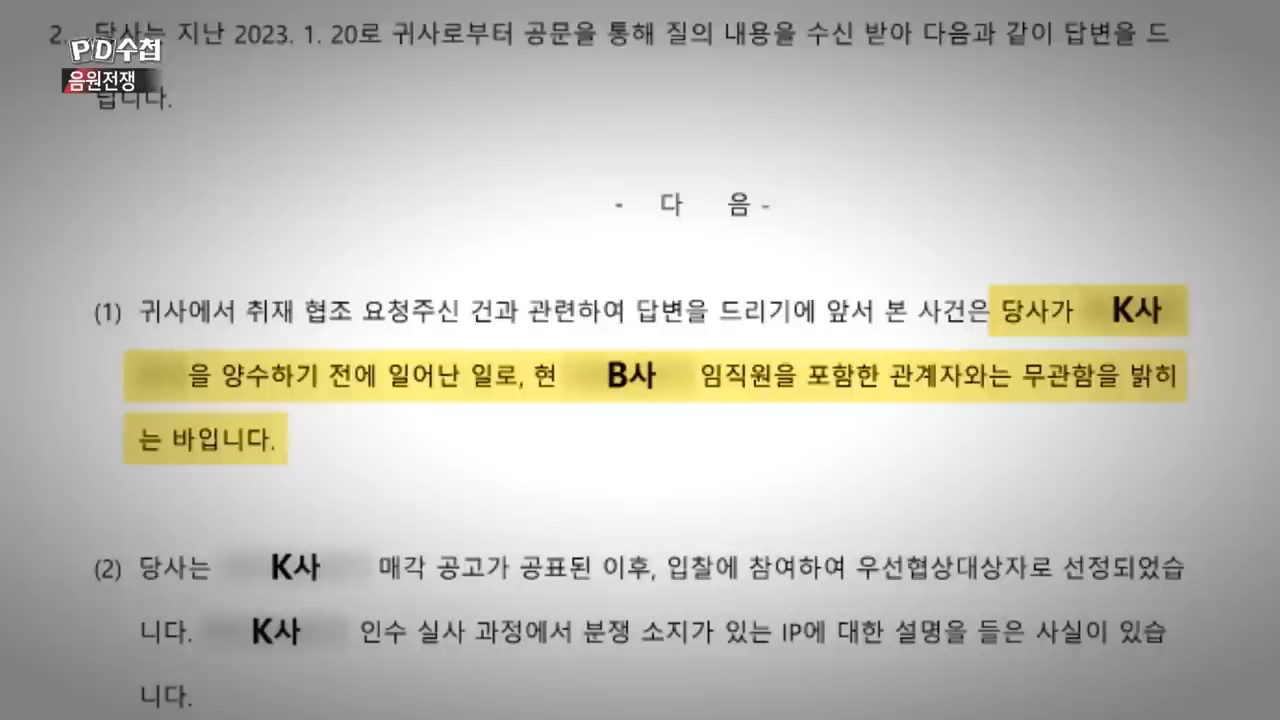 PD수첩
음원전쟁
2. 당사는 지난 2023. 1. 20로 귀사로부터 공문을 통해 질의 내용을 수신 받아 다음과 같이 답변을 드
립니다.
- 다 음 -
(1) 귀사에서 취재 협조 요청주신 건과 관련하여 답변을 드리기에 앞서 본 사건은 당사가 K사
을 양수하기 전에 일어난 일로, 현 B사 임직원을 포함한 관계자와는 무관함을 밝히
는 바입니다.
(2) 당사는 K사 매각 공고가 공표된 이후, 입찰에 참여하여 우선협상대상자로 선정되었습
니다. K사 인수 실사 과정에서 분쟁 소지가 있는 IP에 대한 설명을 들은 사실이 있습
니다.